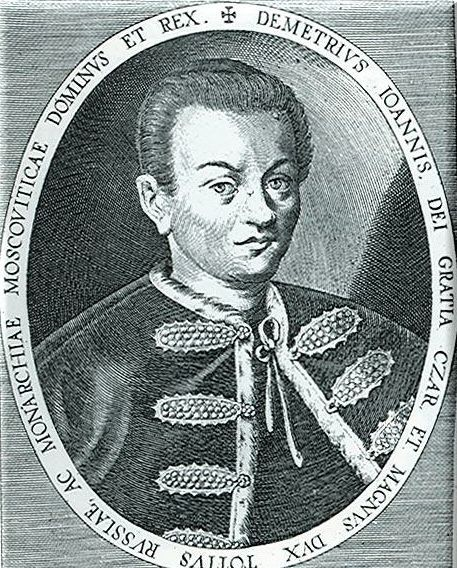 ✠ DEMETRIVS IOANNIS. DEI GRATIA CZAR. ET MAGNVS DVX TOTIVS RVSSIAE, AC MONARCHIAE MOSCOVITICAE DOMINVS ET REX.